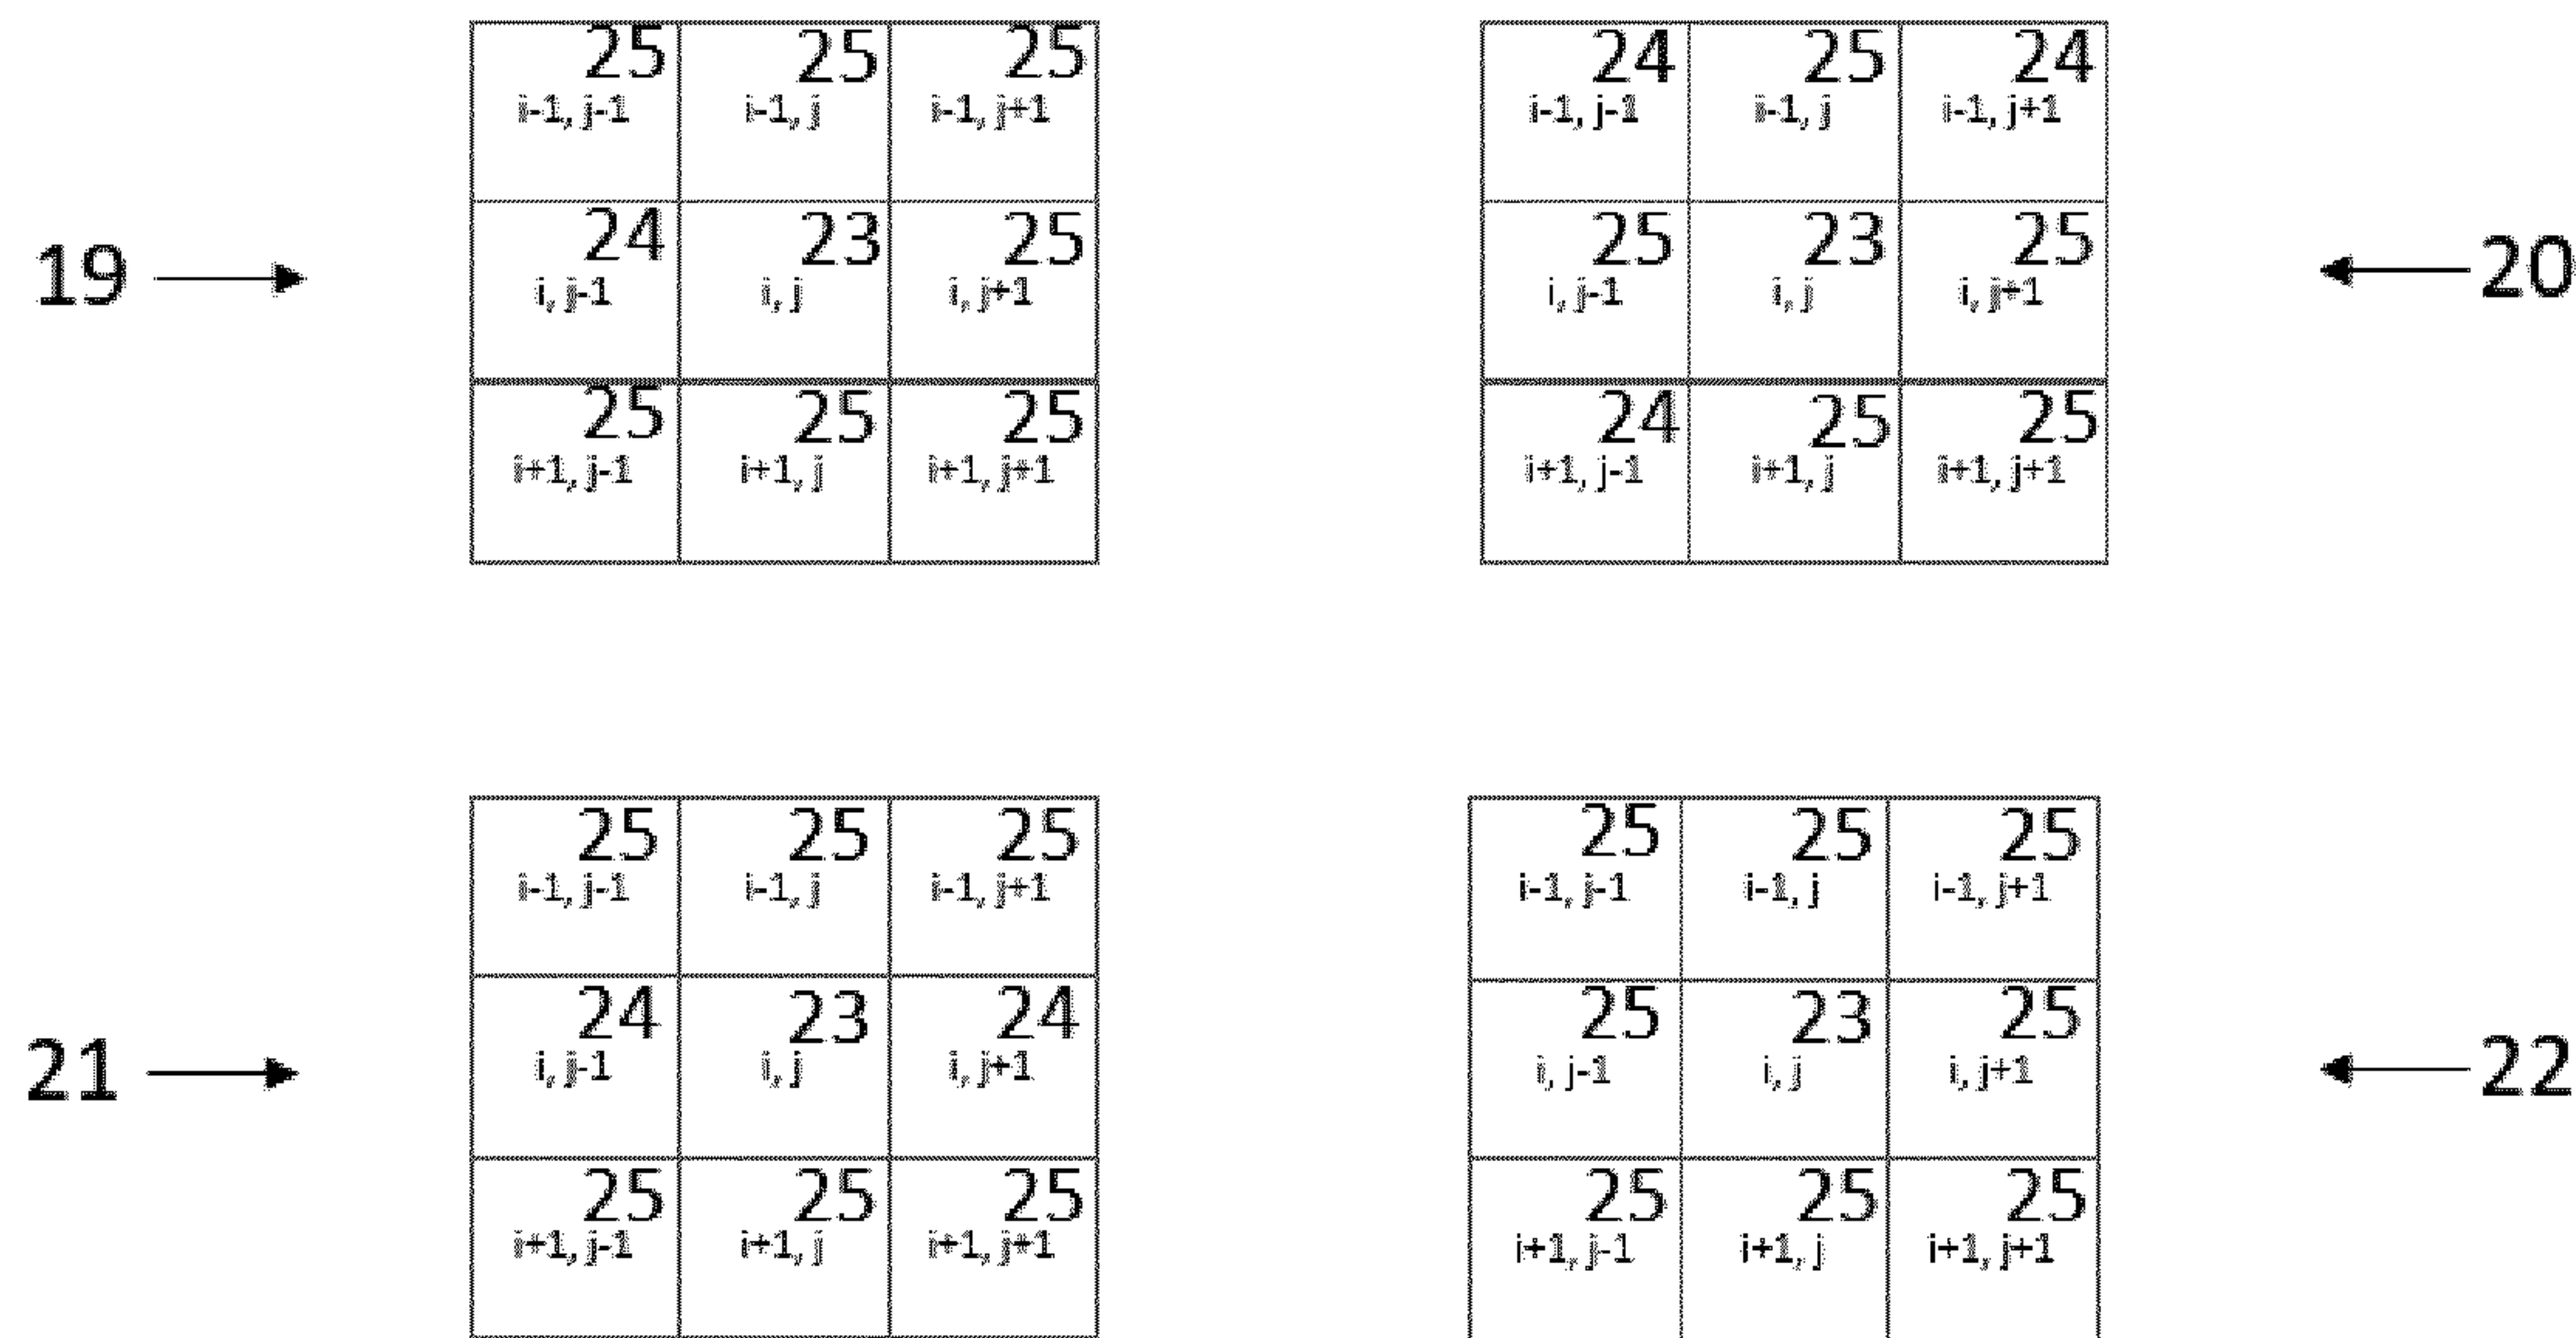 25 25 25
i-1, j-1 i-1, j i-1, j+1
24 23 25
19
i, j-1 i, j i, j+1
25 25 25
i+1, j-1 i+1, j i+1, j+1
24 25 24
i-1, j-1 i-1, j i-1, j+1
25 23 25
20
i, j-1 i, j i, j+1
24 25 25
i+1, j-1 i+1, j i+1, j+1
25 25 25
i-1, j-1 i-1, j i-1, j+1
24 23 24
21
i, j-1 i, j i, j+1
25 25 25
i+1, j-1 i+1, j i+1, j+1
25 25 25
i-1, j-1 i-1, j i-1, j+1
25 23 25
22
i, j-1 i, j i, j+1
25 25 25
i+1, j-1 i+1, j i+1, j+1